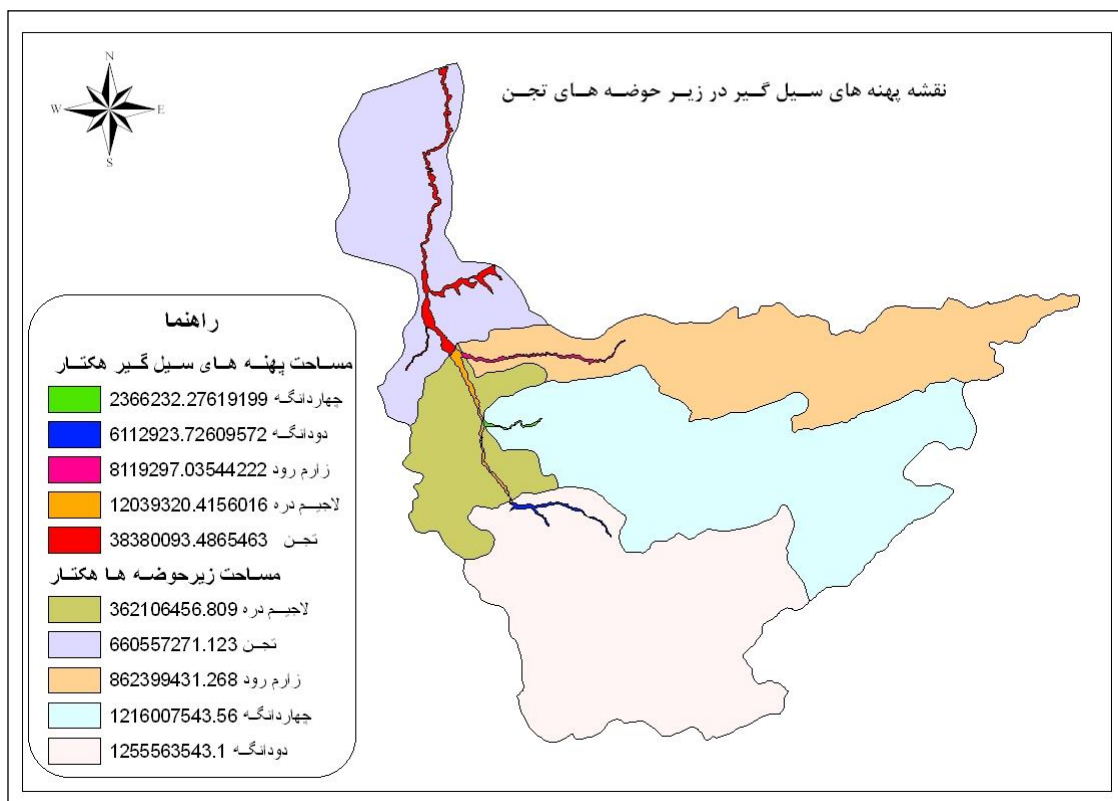 نقشه پهنه های سیل گیر در زیر حوضه های تجن
N
W E
S
راهنما
مساحت پهنه های سیل گیر هکتار
چهاردانگه 2366232.27619199
دودانگه 6112923.72609572
زارم رود 8119297.03544222
لاجیم دره 12039320.4156016
تجن 38380093.4865463
مساحت زیرحوضه ها هکتار
لاجیم دره 362106456.809
تجن 660557271.123
زارم رود 862399431.268
چهاردانگه 1216007543.56
دودانگه 1255563543.1